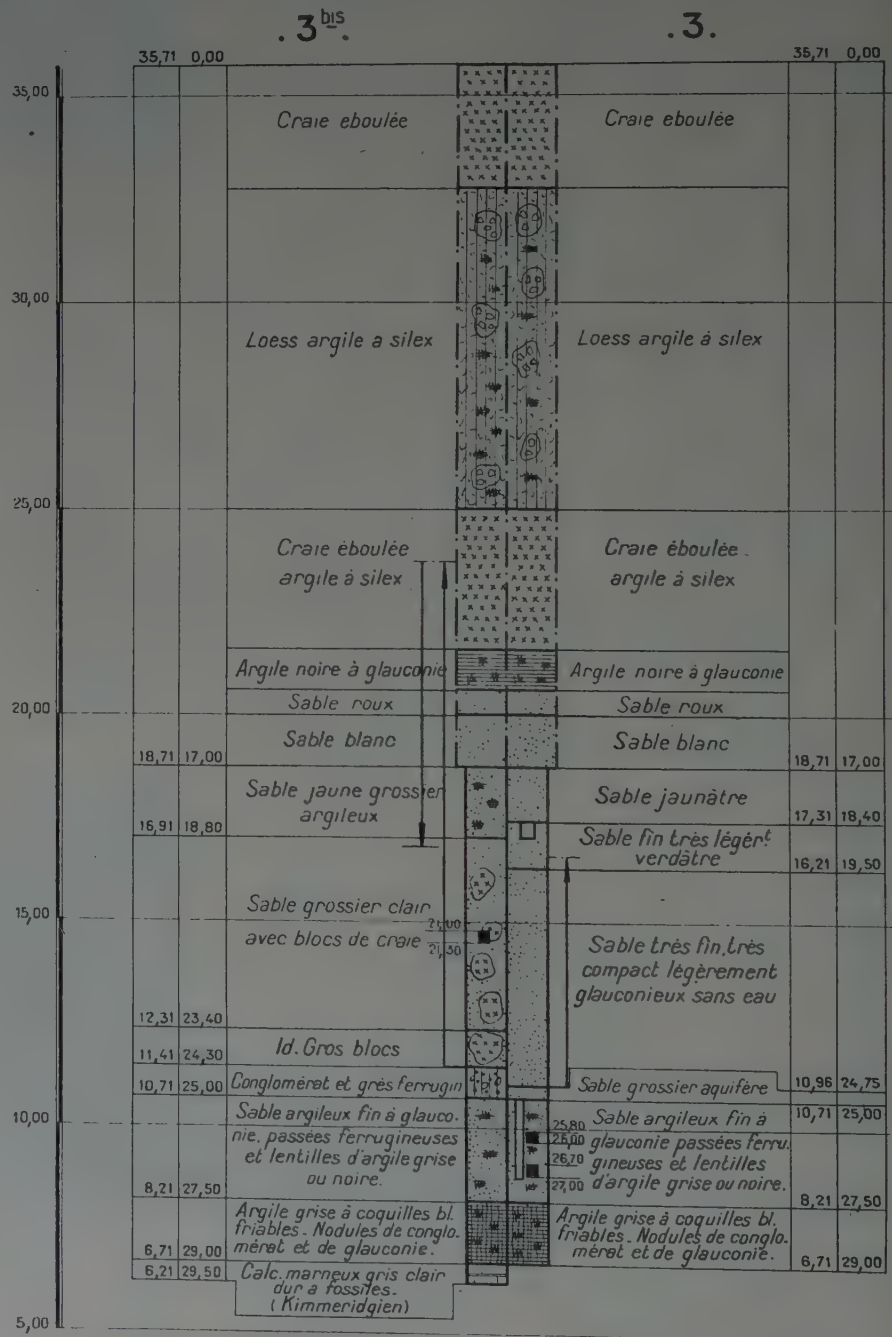 .3bis.
.3.
35,71 0,00
35,71 0,00
35,00
Craie eboulée
Craie eboulée
30,00
Loess argile a silex
Loess argile à silex
25,00
Craie éboulée
argile à silex
Craie éboulée
argile à silex
Argile noire à glauconie
Argile noire à glauconie
Sable roux
Sable roux
20,00
Sable blanc
Sable blanc
18,71 17,00
18,71 17,00
Sable jaune grossier
argileux
Sable jaunâtre
17,31 18,40
16,91 18,80
Sable fin très légért
verdâtre
16,21 19,50
15,00
Sable grossier clair
avec blocs de craie
21,00
21,30
Sable très fin, très
compact légèrement
glauconieux sans eau
12,31 23,40
Id. Gros blocs
11,41 24,30
Conglomérat et grès ferrugin
10,71 25,00
Sable grossier aquifère
10,96 24,75
10,71 25,00
10,00
Sable argileux fin à glauco-
nie, passées ferrugineuses
et lentilles d'argile grise
ou noire.
25,80
26,00
26,70
27,00
Sable argileux fin à
glauconie passées ferru-
gineuses et lentilles
d'argile grise ou noire.
8,21 27,50
8,21 27,50
Argile grise à coquilles bl.
friables. Nodules de conglo-
mérat et de glauconie.
Argile grise à coquilles bl.
friables. Nodules de conglo-
mérat et de glauconie.
6,71 29,00
6,71 29,00
6,21 29,50
Calc. marneux gris clair
dur a fossiles.
(Kimmeridgien)
5,00